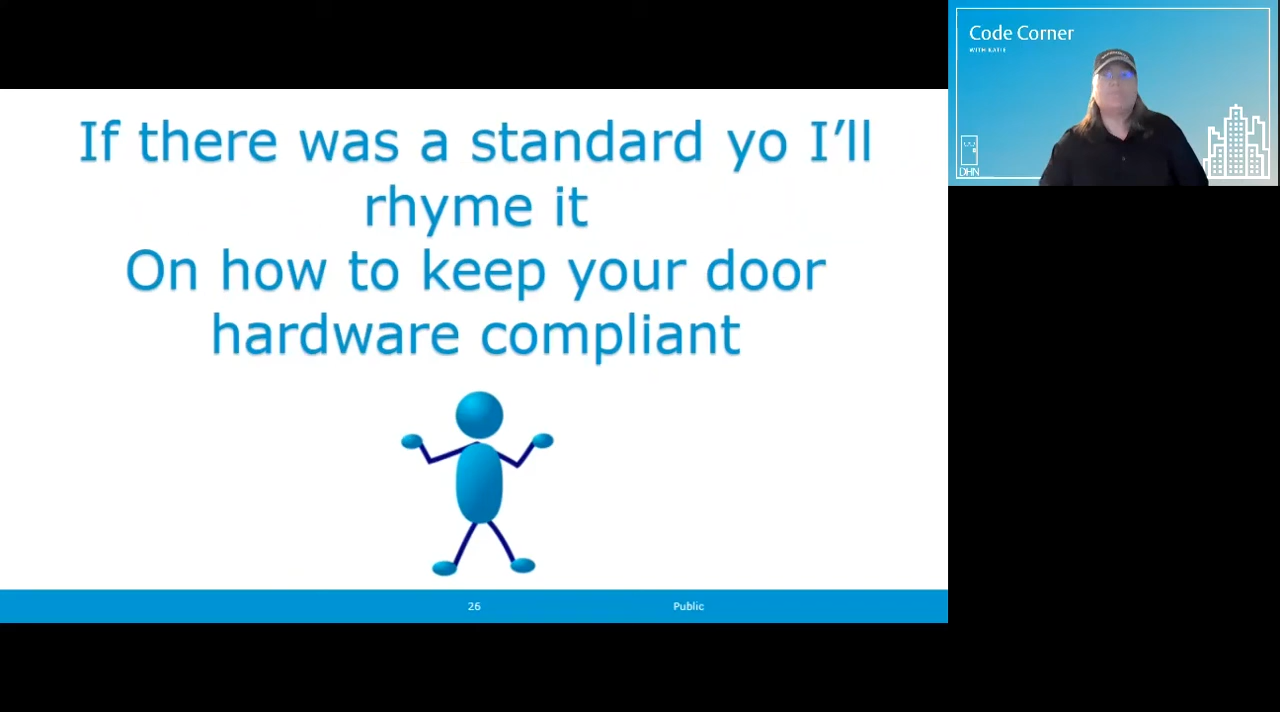 If there was a standard yo I’ll
rhyme it
On how to keep your door
hardware compliant
26
Public
Code Corner
WITH KATIE
DHN